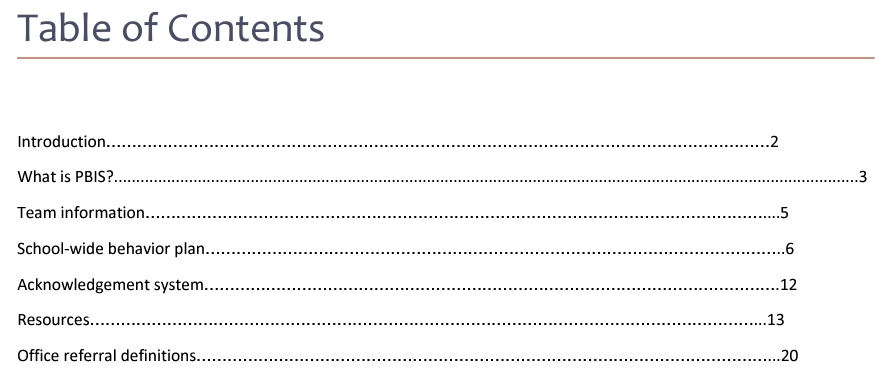 Table of Contents
Introduction……………………………………………………………………………………………………………………2
What is PBIS?.......................................................................................................................................................................3
Team information………………………………………………………………………………………………………….....5
School-wide behavior plan…………………………………………………………………………………………………...6
Acknowledgement system……………………………………………………………………………………………………12
Resources……………………………………………………………………………………………………………………...13
Office referral definitions……………………………………………………………………………………………………...20